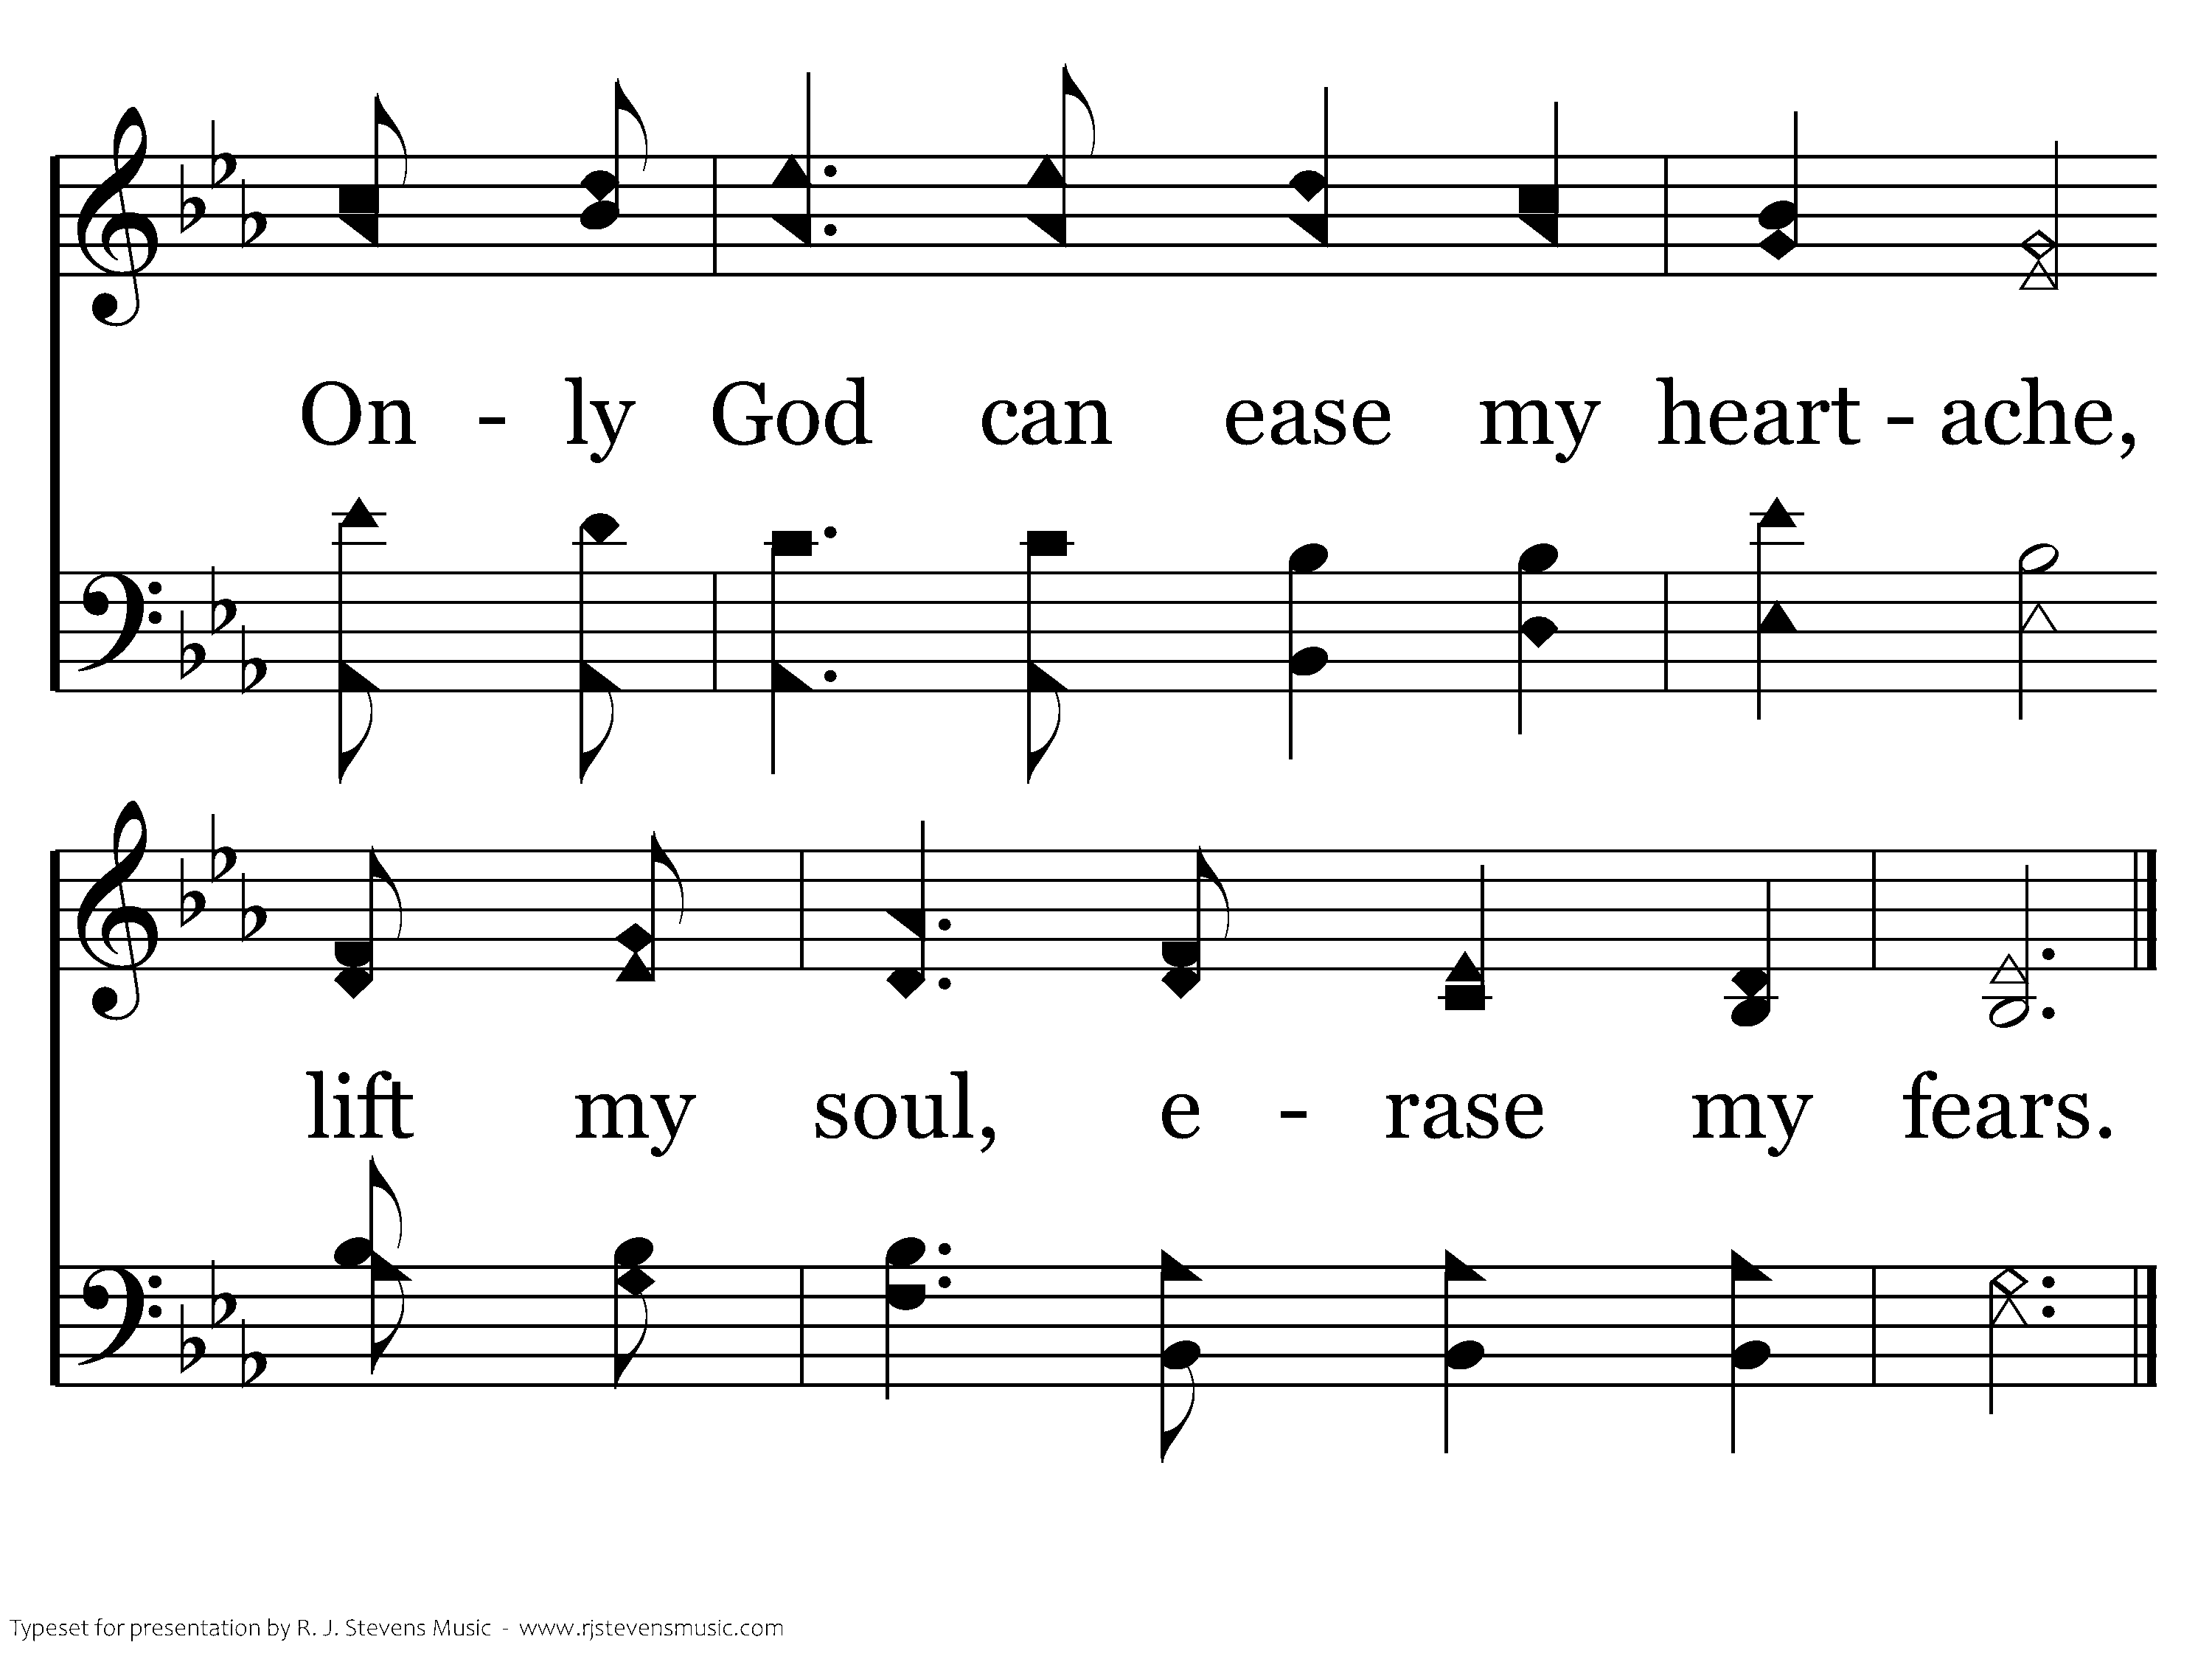 On - ly God can ease my heart - ache,
lift my soul, e - rase my fears.
Typeset for presentation by R. J. Stevens Music - www.rjstevensmusic.com